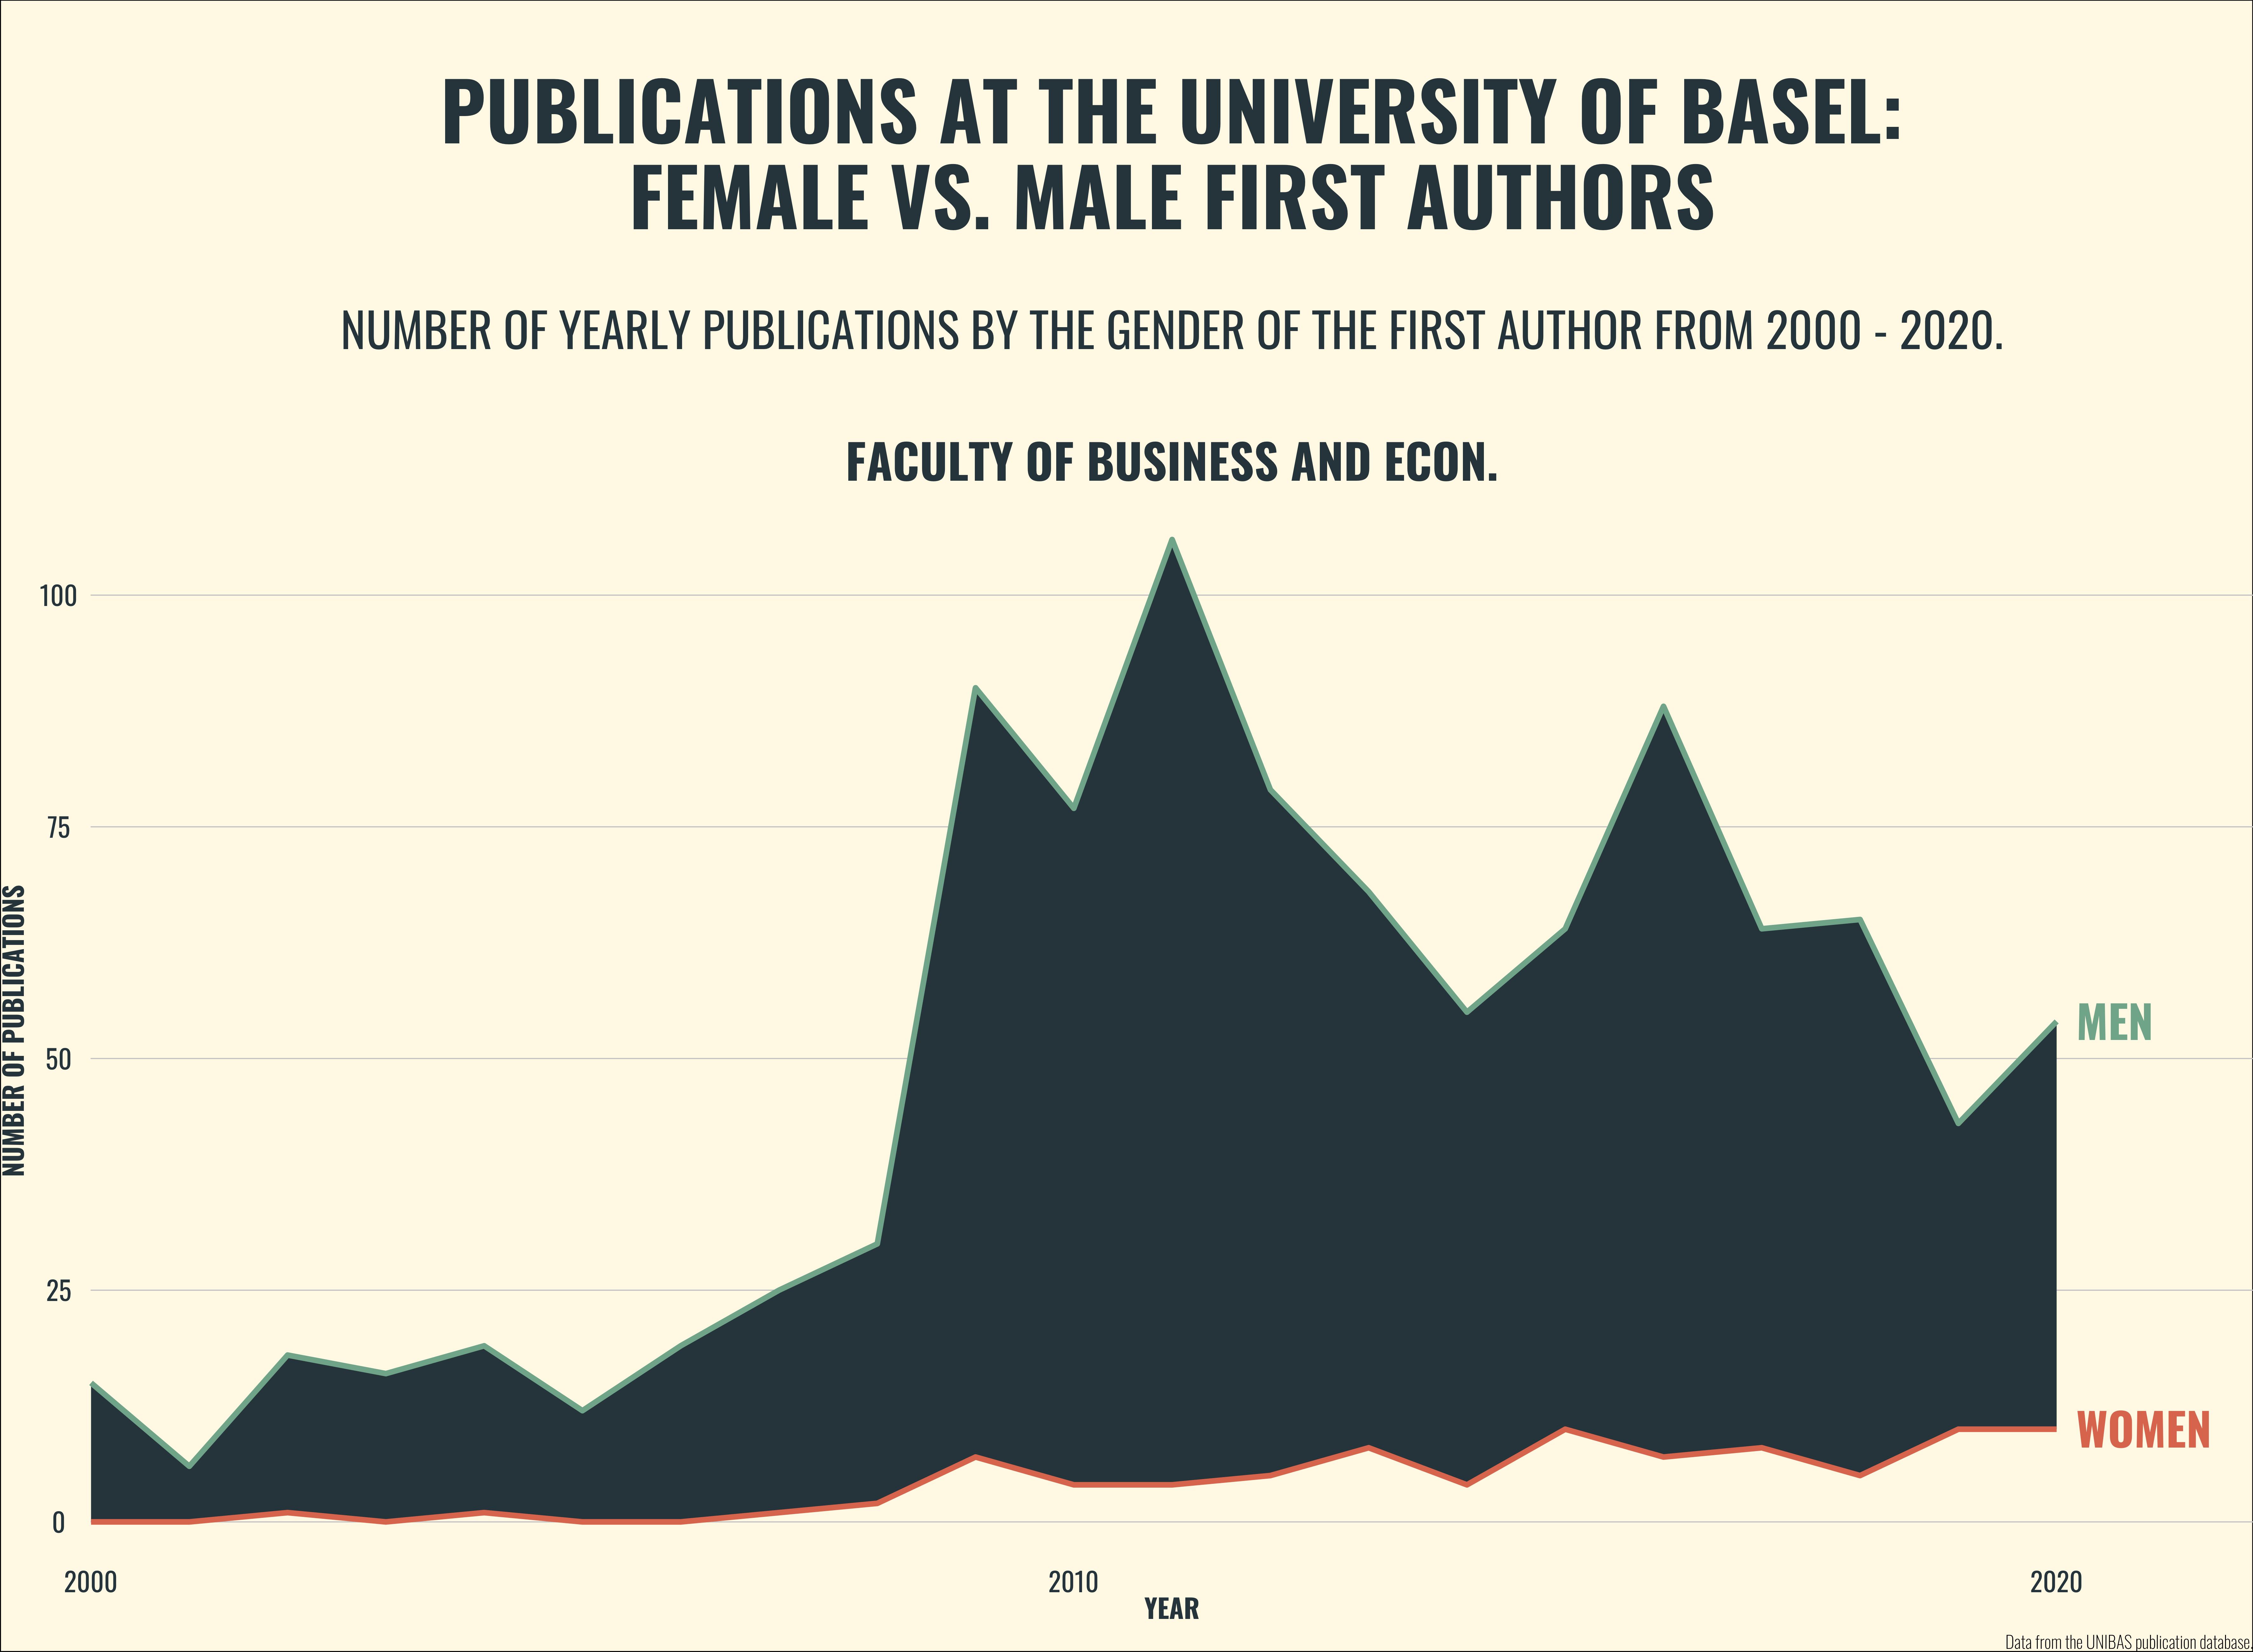 PUBLICATIONS AT THE UNIVERSITY OF BASEL:
FEMALE VS. MALE FIRST AUTHORS
NUMBER OF YEARLY PUBLICATIONS BY THE GENDER OF THE FIRST AUTHOR FROM 2000 - 2020.
FACULTY OF BUSINESS AND ECON.
100
75
50
25
0
NUMBER OF PUBLICATIONS
MEN
WOMEN
2000
2010
2020
YEAR
Data from the UNIBAS publication database.